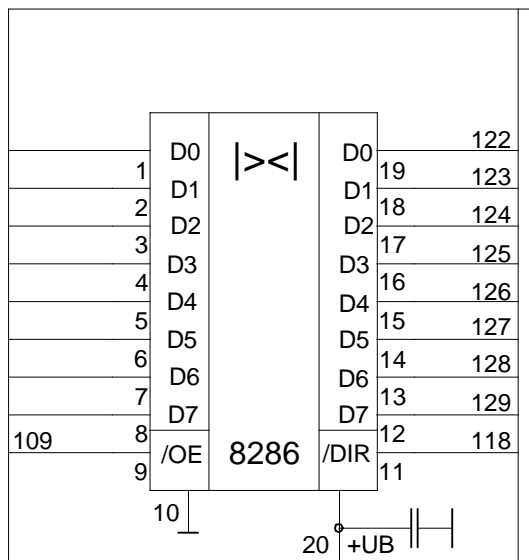 122
D0 |><| D0
1 19 123
D1 D1
2 18 124
D2 D2
3 17 125
D3 D3
4 16 126
D4 D4
5 15 127
D5 D5
6 14 128
D6 D6
7 13 129
D7 D7
109 8 12 118
/OE 8286 /DIR
9 11
10
20 +UB